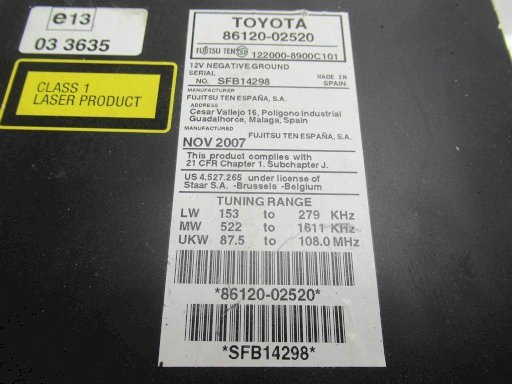 e13
03 3635
CLASS 1
LASER PRODUCT
TOYOTA
86120-02520
FUJITSU TEN 122000-8900C101
12V NEGATIVE GROUND
SERIAL NO. SFB14298 MADE IN SPAIN
MANUFACTURER
FUJITSU TEN ESPAÑA, S.A.
ADDRESS
Cesar Vallejo 16, Poligono Industrial
Guadalhorce, Malaga, Spain
MANUFACTURED
FUJITSU TEN ESPAÑA, S.A.
NOV 2007
This product complies with
21 CFR Chapter 1. Subchapter J.
US 4.527.265 under license of
Staar S.A. -Brussels -Belgium
TUNING RANGE
LW 153 to 279 KHz
MW 522 to 1611 KHz
UKW 87.5 to 108.0 MHz
*86120-02520*
*SFB14298*